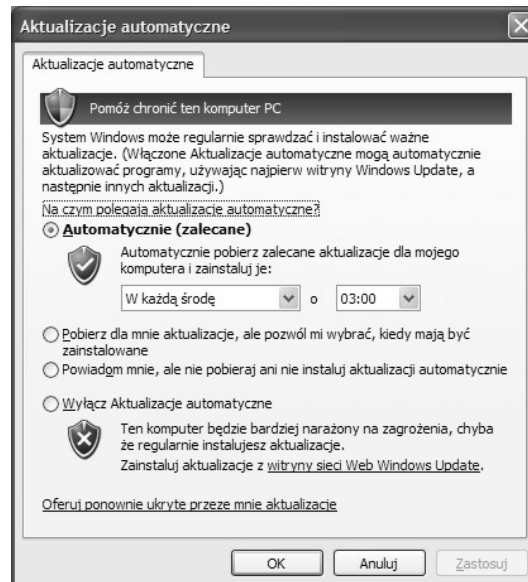 Aktualizacje automatyczne
Aktualizacje automatyczne
Pomóż chronić ten komputer PC
System Windows może regularnie sprawdzać i instalować ważne
aktualizacje. (Włączone Aktualizacje automatyczne mogą automatycznie
aktualizować programy, używając najpierw witryny Windows Update, a
następnie innych aktualizacji.)
Na czym polegają aktualizacje automatyczne?
Automatycznie (zalecane)
Automatycznie pobierz zalecane aktualizacje dla mojego
komputera i zainstaluj je:
W każdą środę o 03:00
Pobierz dla mnie aktualizacje, ale pozwól mi wybrać, kiedy mają być
zainstalowane
Powiadom mnie, ale nie pobieraj ani nie instaluj aktualizacji automatycznie
Wyłącz Aktualizacje automatyczne
Ten komputer będzie bardziej narażony na zagrożenia, chyba
że regularnie instalujesz aktualizacje.
Zainstaluj aktualizacje z witryny sieci Web Windows Update.
Oferuj ponownie ukryte przeze mnie aktualizacje
OK Anuluj Zastosuj